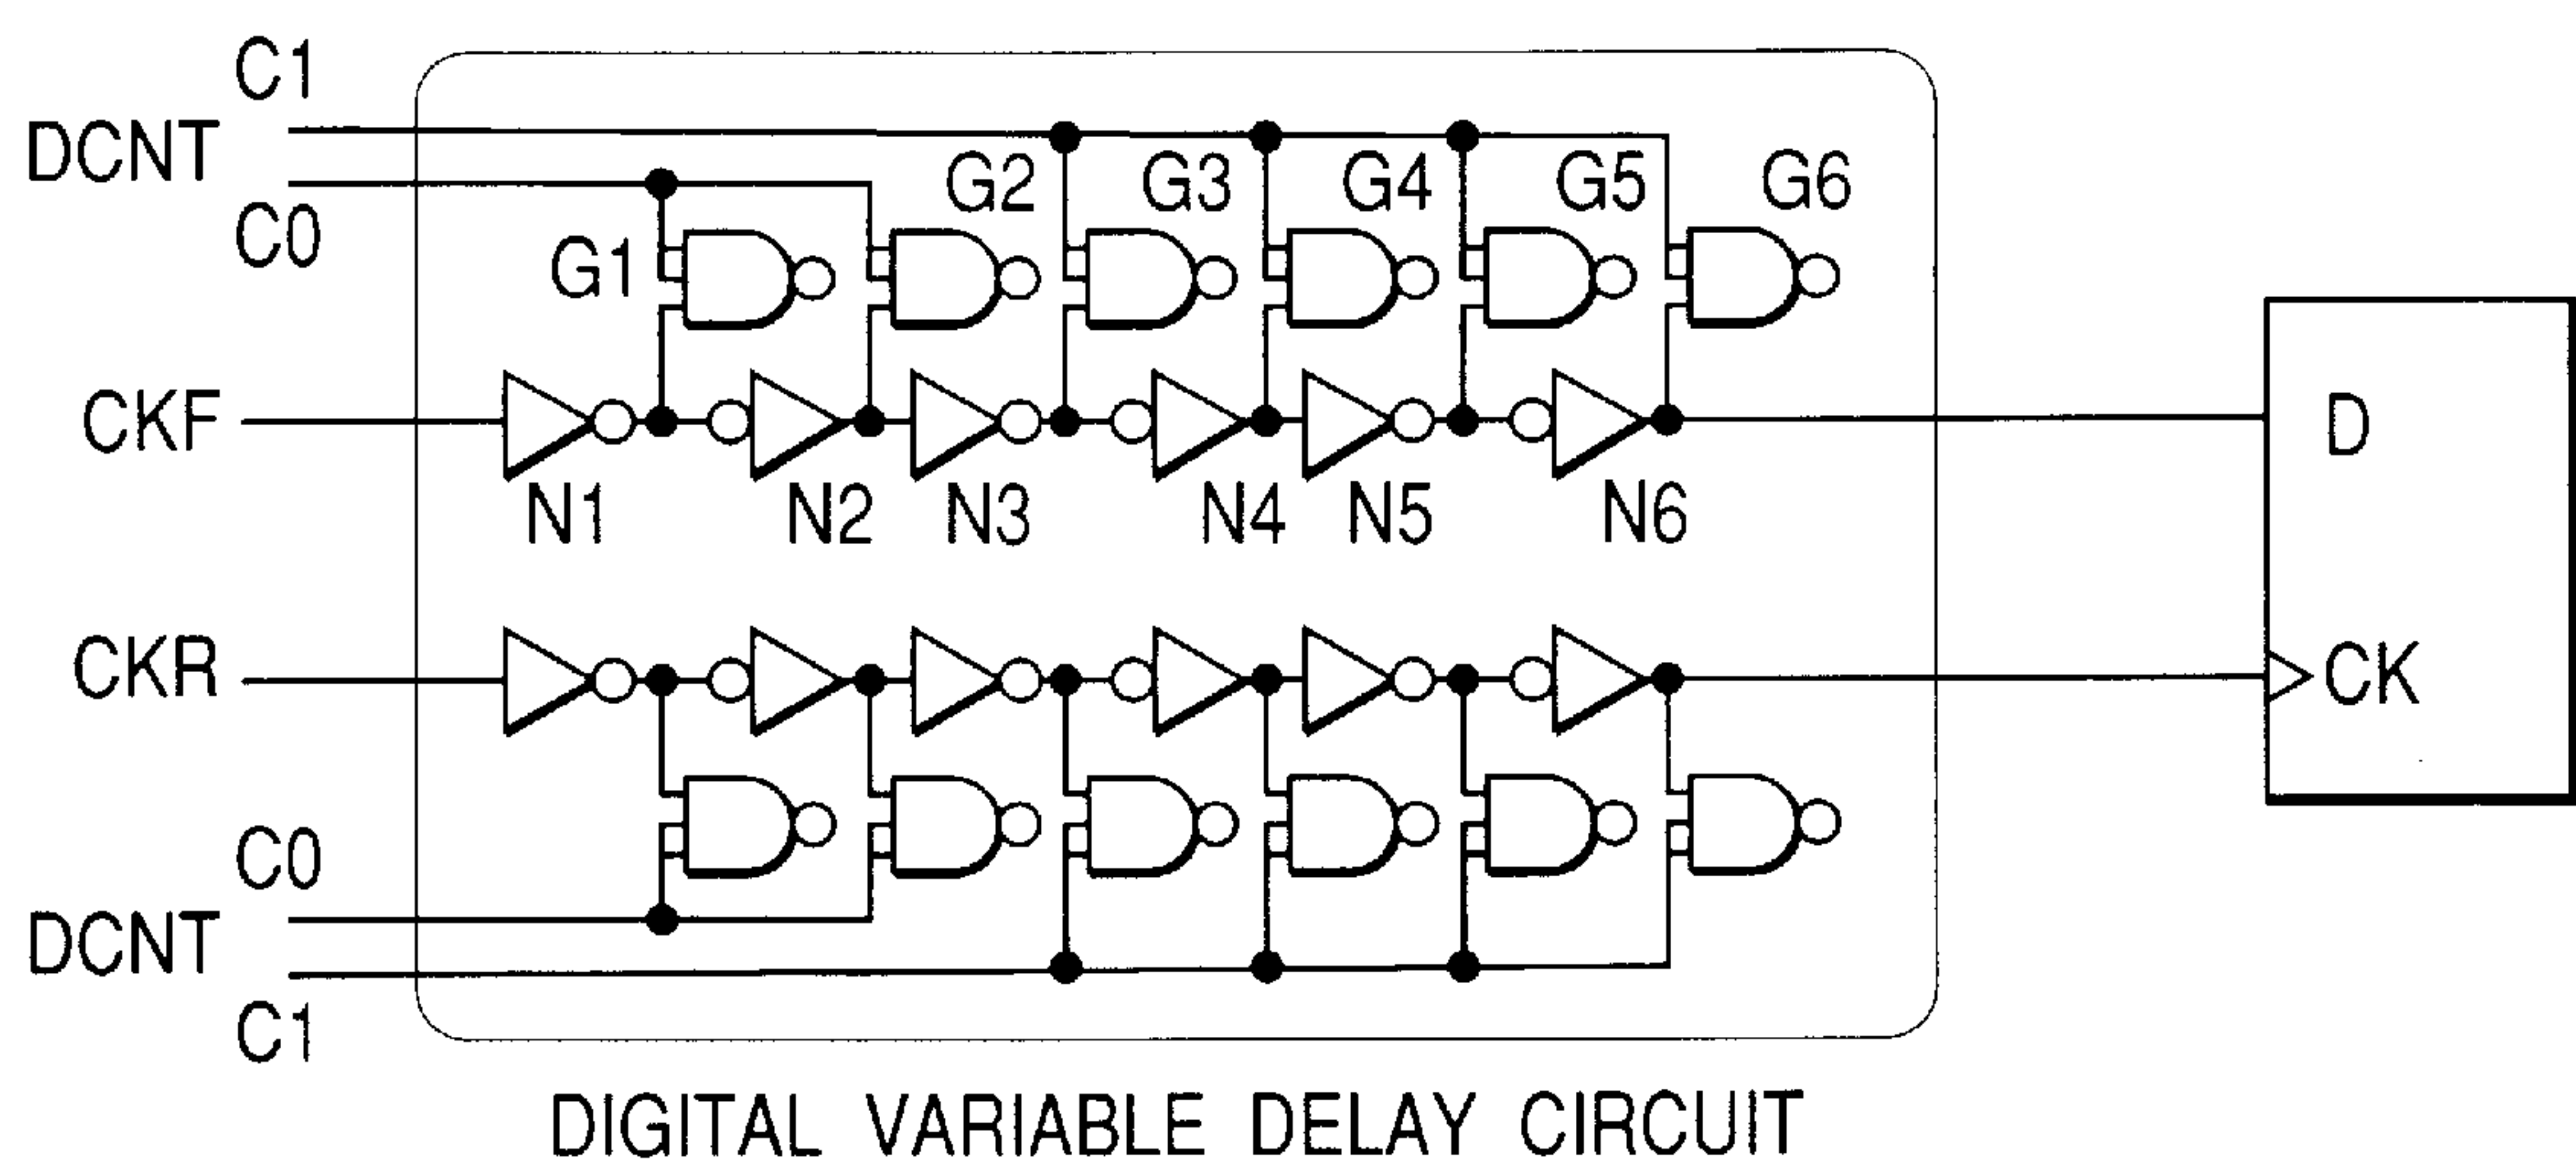 C1
DCNT
C0
G1
G2
G3
G4
G5
G6
CKF
N1
N2
N3
N4
N5
N6
D
CKR
CK
C0
DCNT
C1
DIGITAL VARIABLE DELAY CIRCUIT